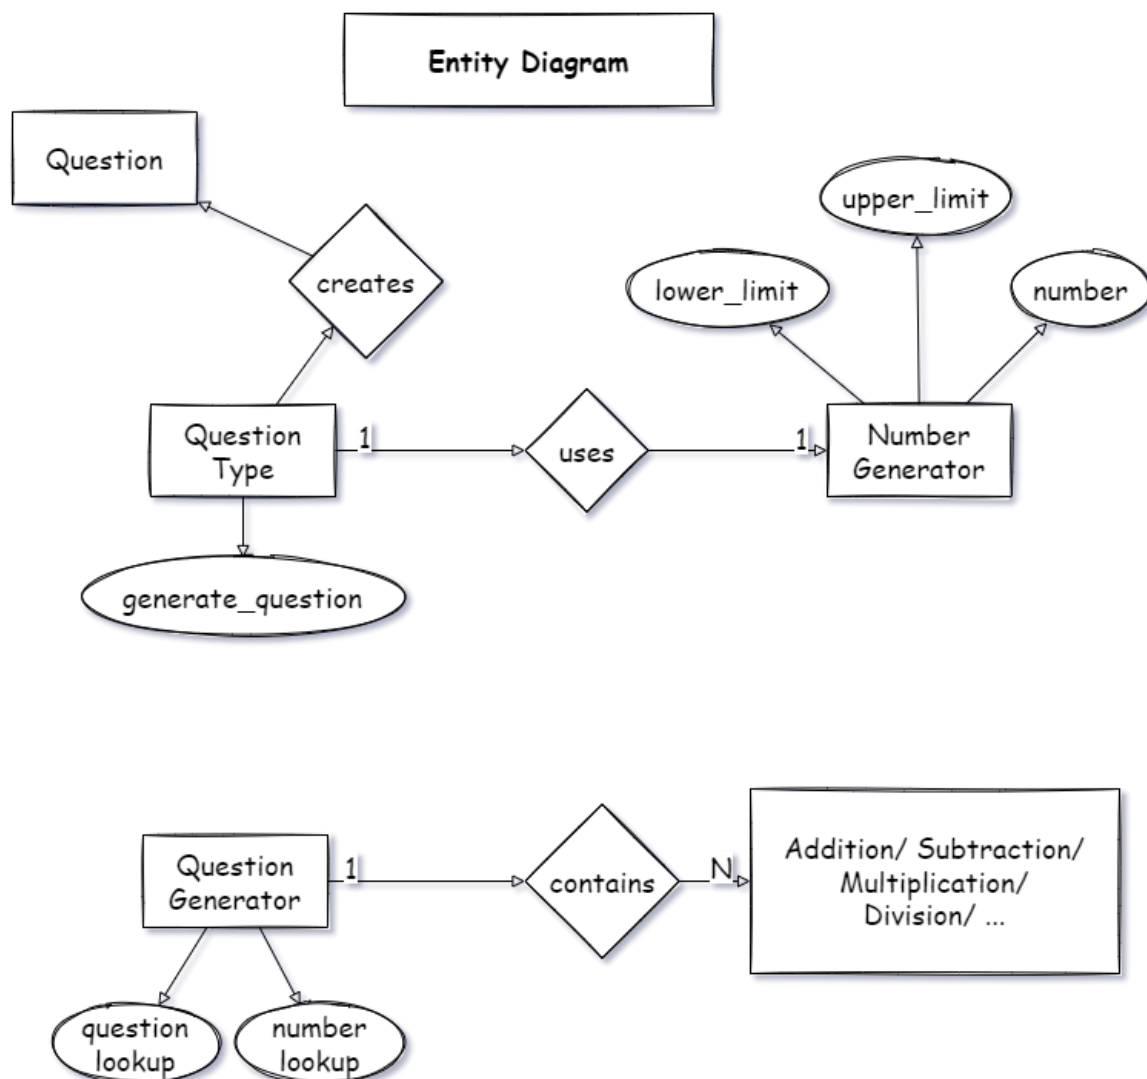 Entity Diagram
Question
upper_limit
creates
lower_limit
number
Question
Type
1
uses
1
Number
Generator
generate_question
Question
Generator
1
contains
N
Addition/ Subtraction/
Multiplication/
Division/ ...
question
lookup
number
lookup